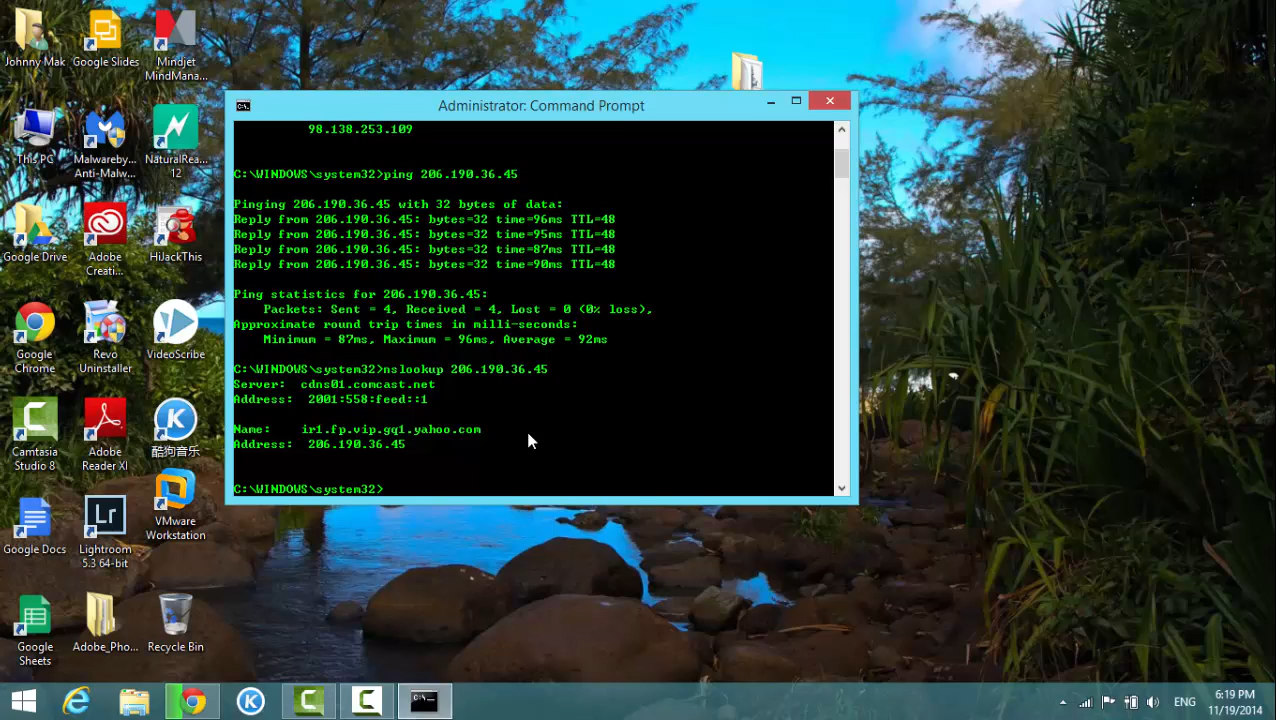 Johnny Mak
Google Slides
Mindjet
MindMana...
This PC
Malwareby...
Anti-Malw...
NaturalRea...
12
Google Drive
Adobe
Creati...
HiJackThis
Google
Chrome
Revo
Uninstaller
VideoScribe
Camtasia
Studio 8
Adobe
Reader XI
酷狗音乐
Google Docs
Lr
Lightroom
5.3 64-bit
VMware
Workstation
Google
Sheets
Adobe_Pho...
Recycle Bin
Administrator: Command Prompt
98.138.253.109
C:\WINDOWS\system32>ping 206.190.36.45
Pinging 206.190.36.45 with 32 bytes of data:
Reply from 206.190.36.45: bytes=32 time=96ms TTL=48
Reply from 206.190.36.45: bytes=32 time=95ms TTL=48
Reply from 206.190.36.45: bytes=32 time=87ms TTL=48
Reply from 206.190.36.45: bytes=32 time=90ms TTL=48
Ping statistics for 206.190.36.45:
Packets: Sent = 4, Received = 4, Lost = 0 (0% loss),
Approximate round trip times in milli-seconds:
Minimum = 87ms, Maximum = 96ms, Average = 92ms
C:\WINDOWS\system32>nslookup 206.190.36.45
Server: cdns01.comcast.net
Address: 2001:558:feed::1
Name: ir1.fp.vip.gq1.yahoo.com
Address: 206.190.36.45
C:\WINDOWS\system32>
ENG
6:19 PM
11/19/2014